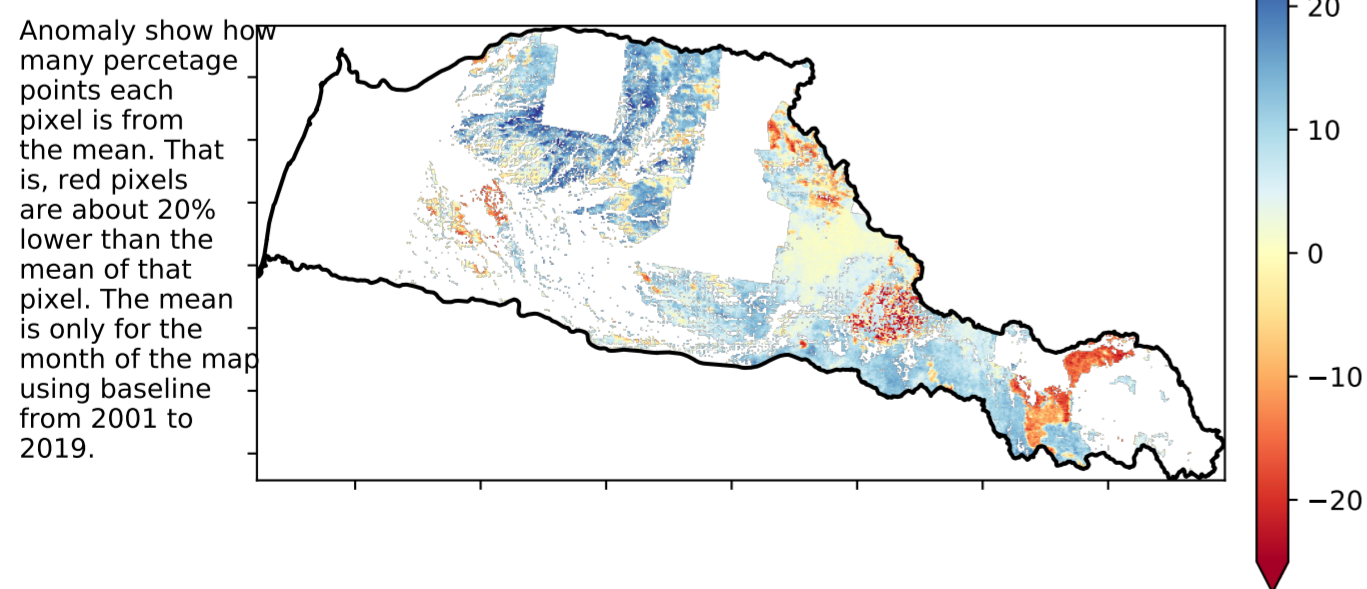 Anomaly show how
many percetage
points each
pixel is from
the mean. That
is, red pixels
are about 20%
lower than the
mean of that
pixel. The mean
is only for the
month of the map
using baseline
from 2001 to
2019.
20
10
0
−10
−20